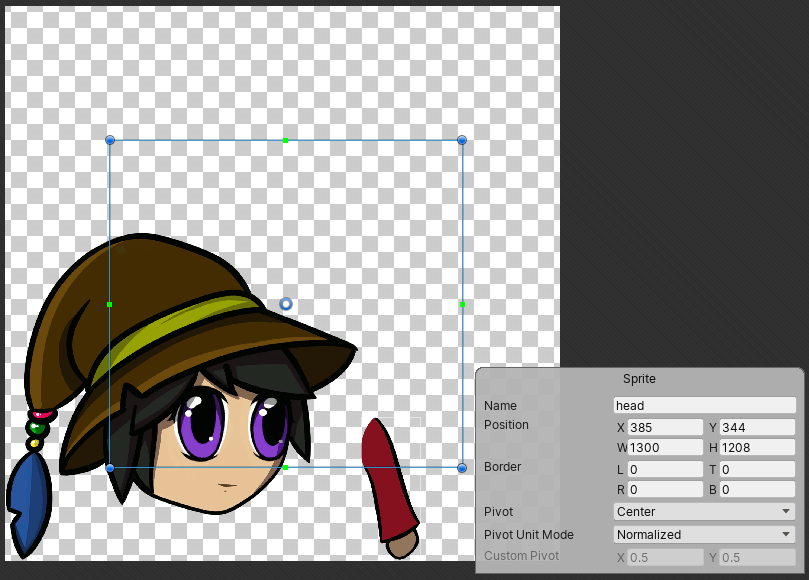 Sprite
Name head
Position X 385 Y 344
W 1300 H 1208
Border L 0 T 0
R 0 B 0
Pivot Center
Pivot Unit Mode Normalized
Custom Pivot X 0.5 Y 0.5